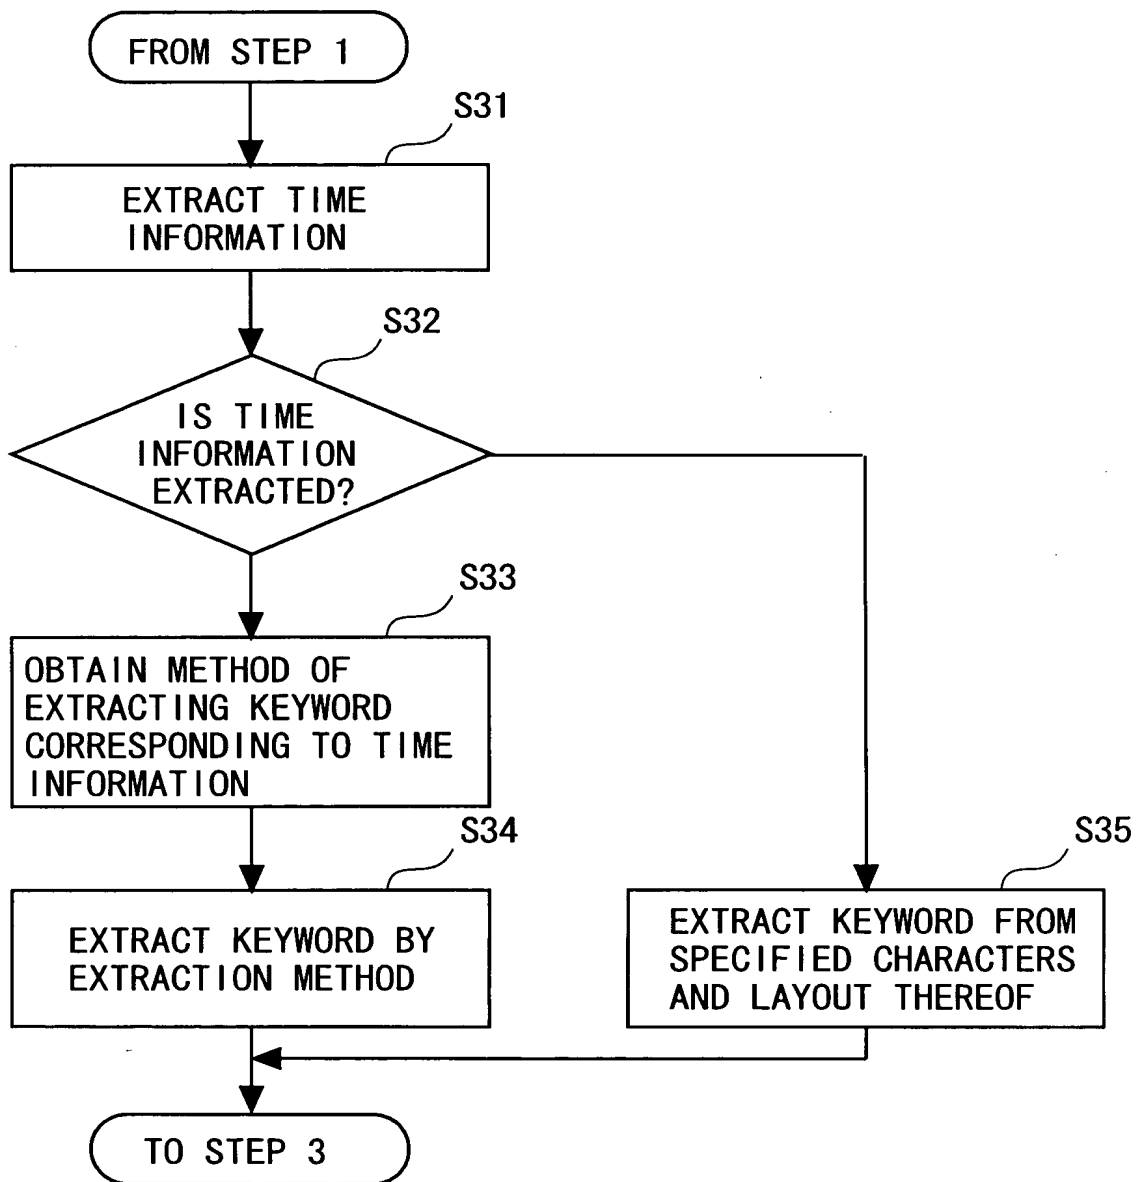 FROM STEP 1
S31
EXTRACT TIME
INFORMATION
S32
IS TIME
INFORMATION
EXTRACTED?
S33
OBTAIN METHOD OF
EXTRACTING KEYWORD
CORRESPONDING TO TIME
INFORMATION
S34
EXTRACT KEYWORD BY
EXTRACTION METHOD
S35
EXTRACT KEYWORD FROM
SPECIFIED CHARACTERS
AND LAYOUT THEREOF
TO STEP 3